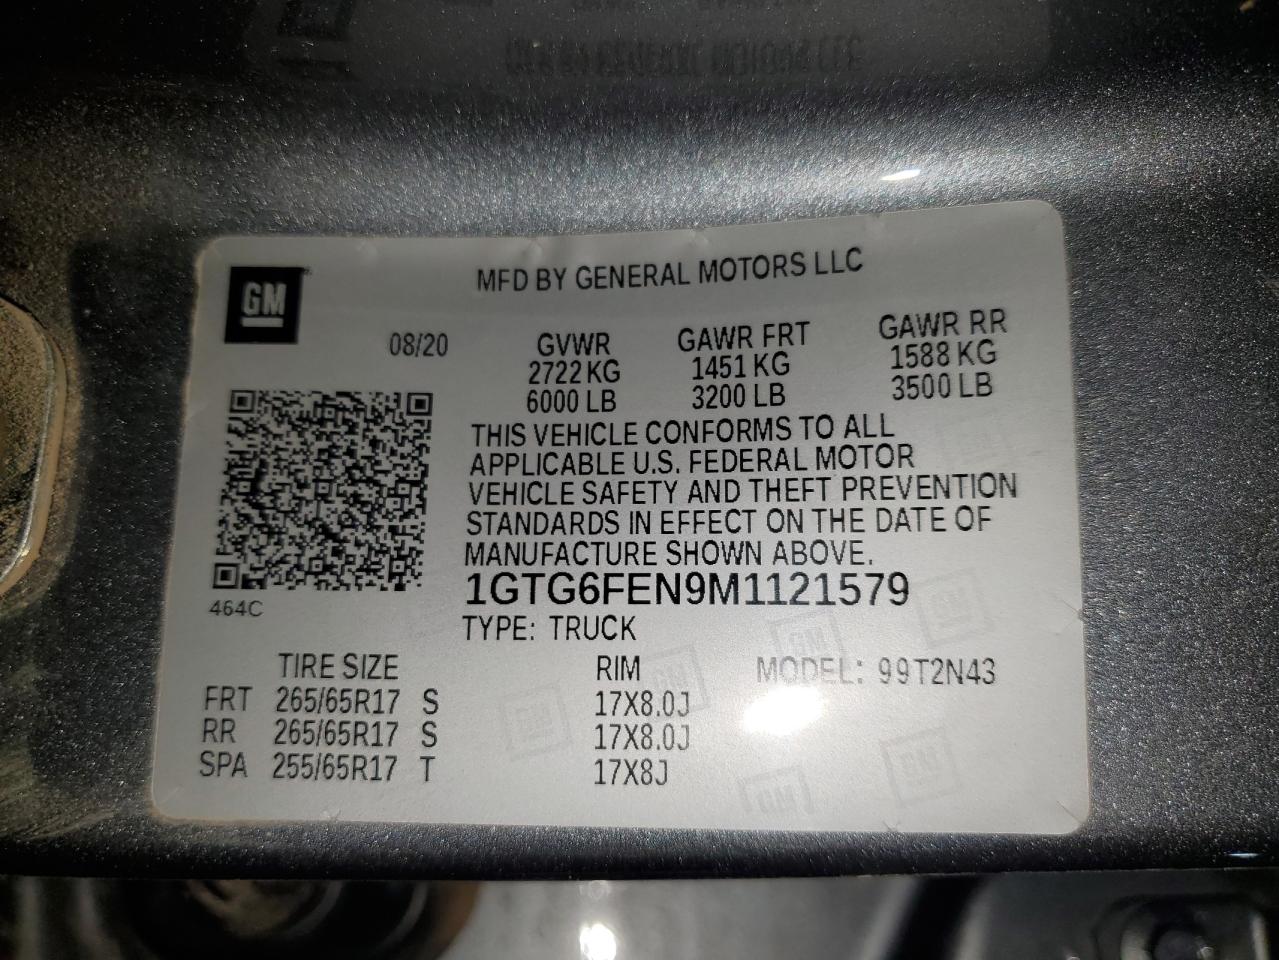 GM
MFD BY GENERAL MOTORS LLC
08/20 GVWR GAWR FRT GAWR RR
2722 KG 1451 KG 1588 KG
6000 LB 3200 LB 3500 LB
THIS VEHICLE CONFORMS TO ALL
APPLICABLE U.S. FEDERAL MOTOR
VEHICLE SAFETY AND THEFT PREVENTION
STANDARDS IN EFFECT ON THE DATE OF
MANUFACTURE SHOWN ABOVE.
1GTG6FEN9M1121579
464C
TYPE: TRUCK
TIRE SIZE RIM MODEL: 99T2N43
FRT 265/65R17 S 17X8.0J
RR 265/65R17 S 17X8.0J
SPA 255/65R17 T 17X8J